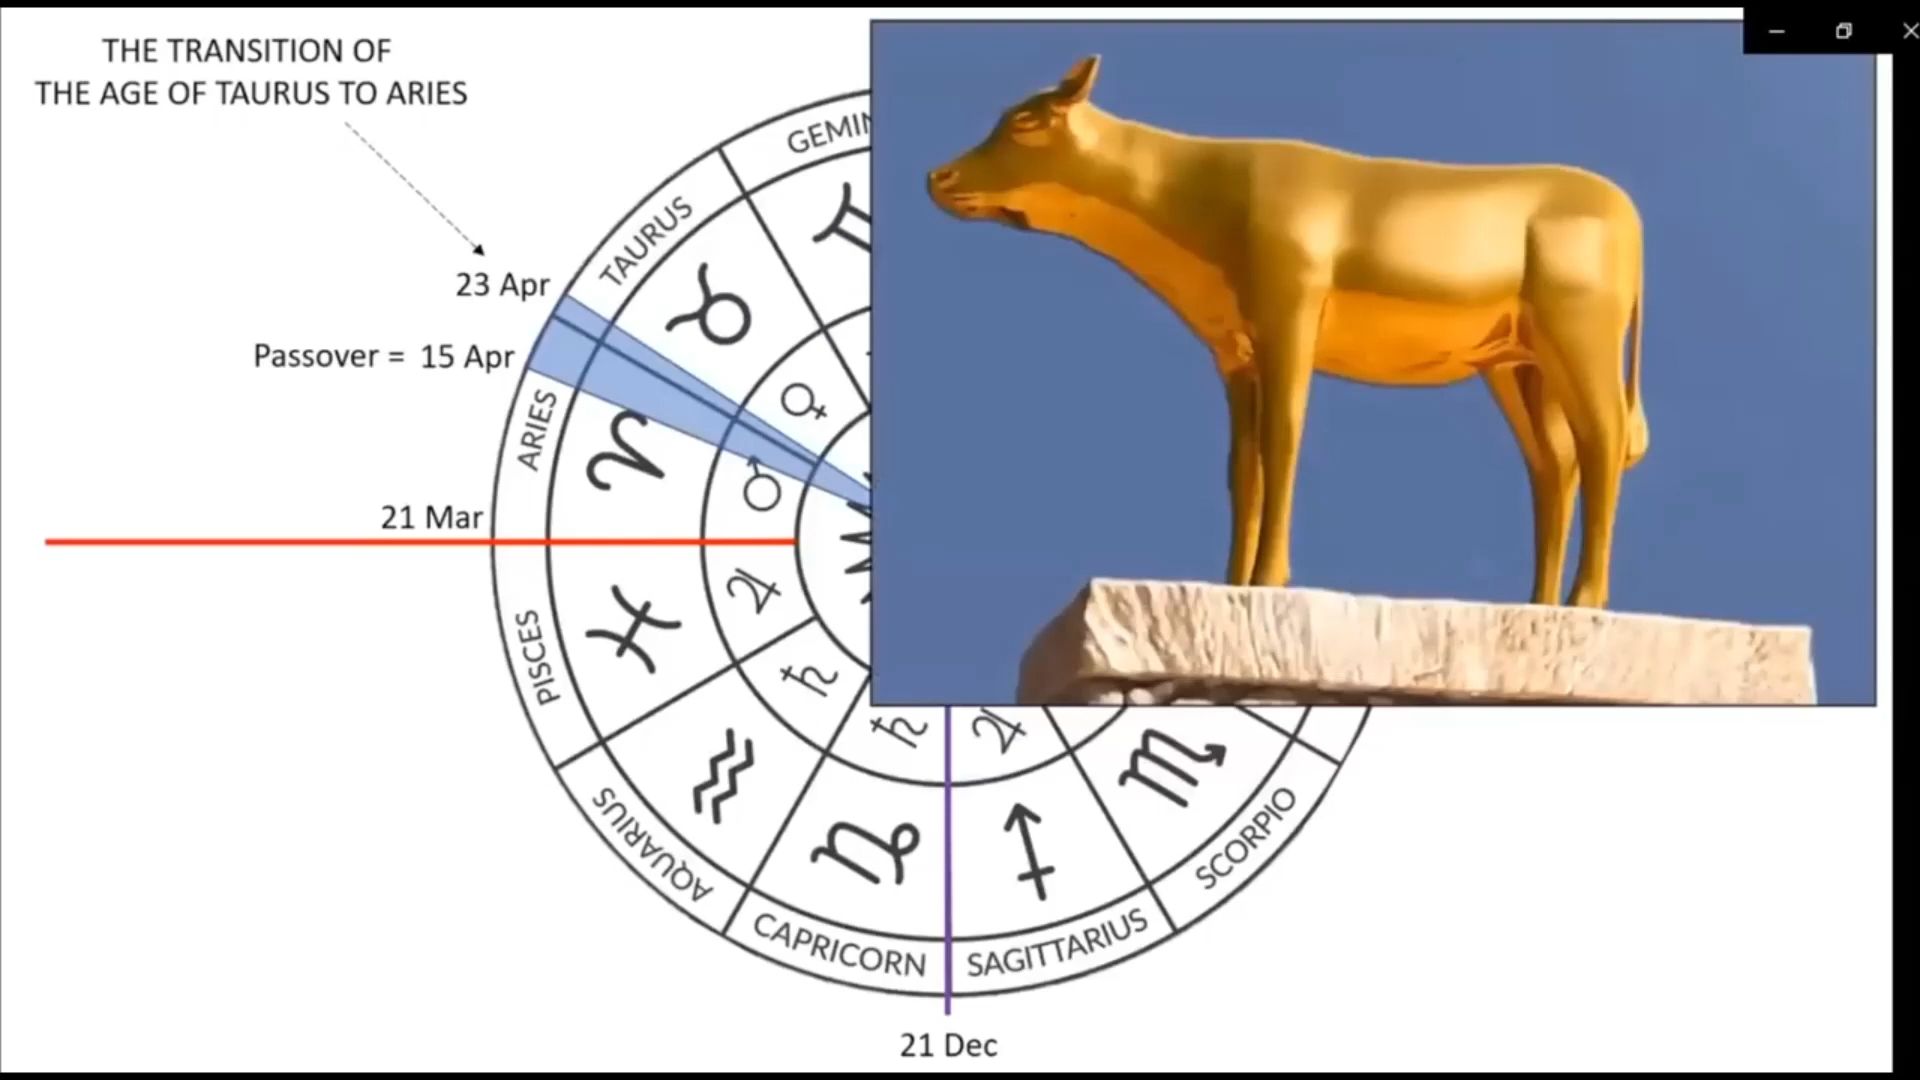 THE TRANSITION OF
THE AGE OF TAURUS TO ARIES
GEMIN
TAURUS
23 Apr
Passover = 15 Apr
ARIES
21 Mar
PISCES
AQUARIUS
SCORPIO
CAPRICORN
SAGITTARIUS
21 Dec